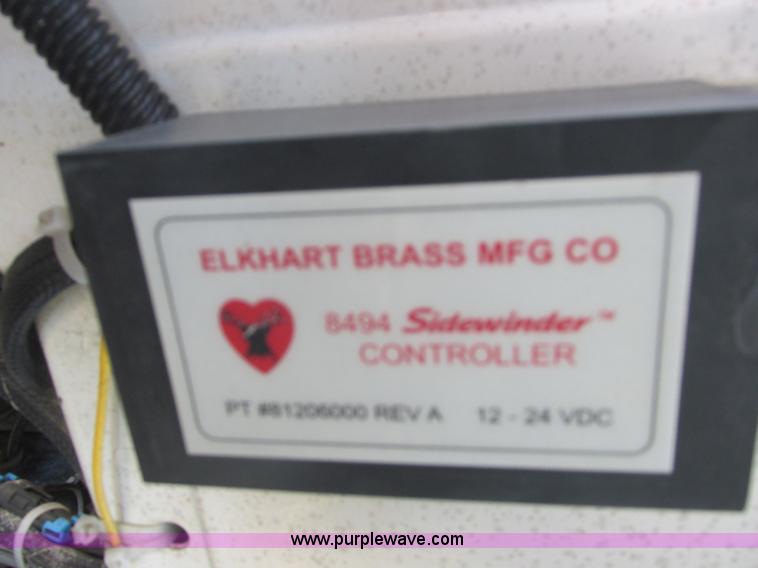 ELKHART BRASS MFG CO
8494 Sidewinder™
CONTROLLER
PT #81206000 REV A 12 - 24 VDC
www.purplewave.com